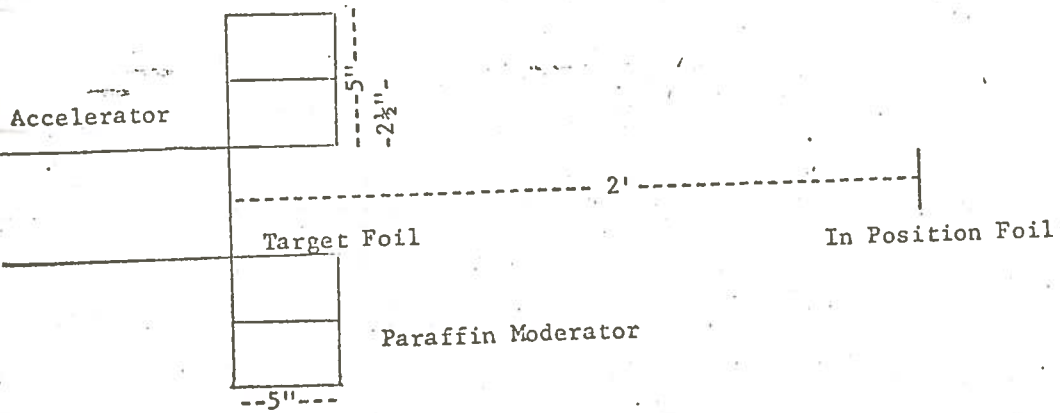 5"
2½"
Accelerator
2'
Target Foil
In Position Foil
Paraffin Moderator
5"